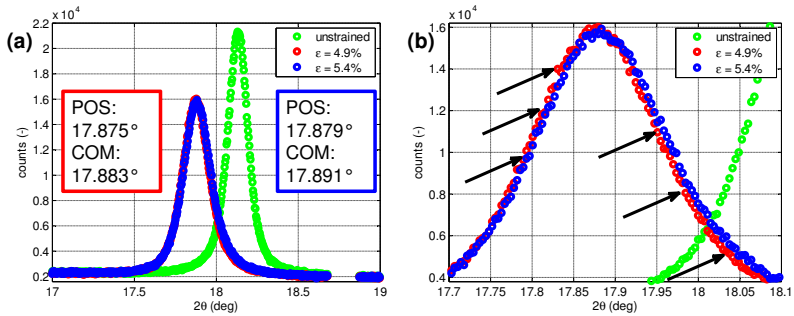 (a)
x 10⁴
2.2
2
1.8
1.6
1.4
1.2
1
0.8
0.6
0.4
0.2
counts (-)
17
17.5
18
18.5
19
2θ (deg)
unstrained
ε = 4.9%
ε = 5.4%
POS:
17.875°
COM:
17.883°
POS:
17.879°
COM:
17.891°
(b)
x 10⁴
1.6
1.4
1.2
1
0.8
0.6
0.4
counts (-)
17.7
17.75
17.8
17.85
17.9
17.95
18
18.05
18.1
2θ (deg)
unstrained
ε = 4.9%
ε = 5.4%